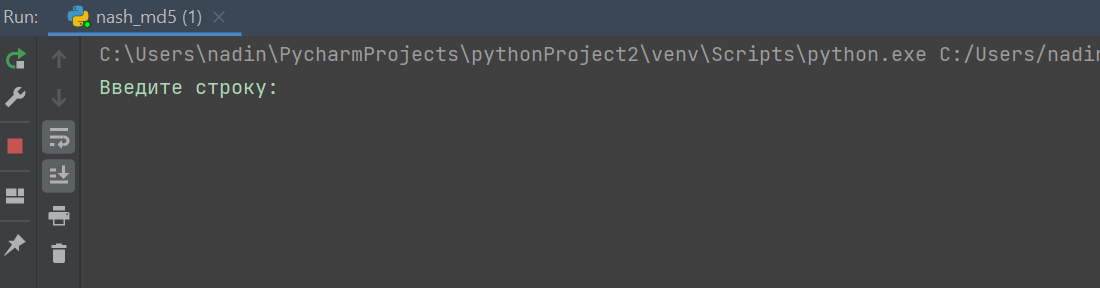 Run: nash_md5 (1)
C:\Users\nadin\PycharmProjects\pythonProject2\venv\Scripts\python.exe C:/Users/nadin
Введите строку: